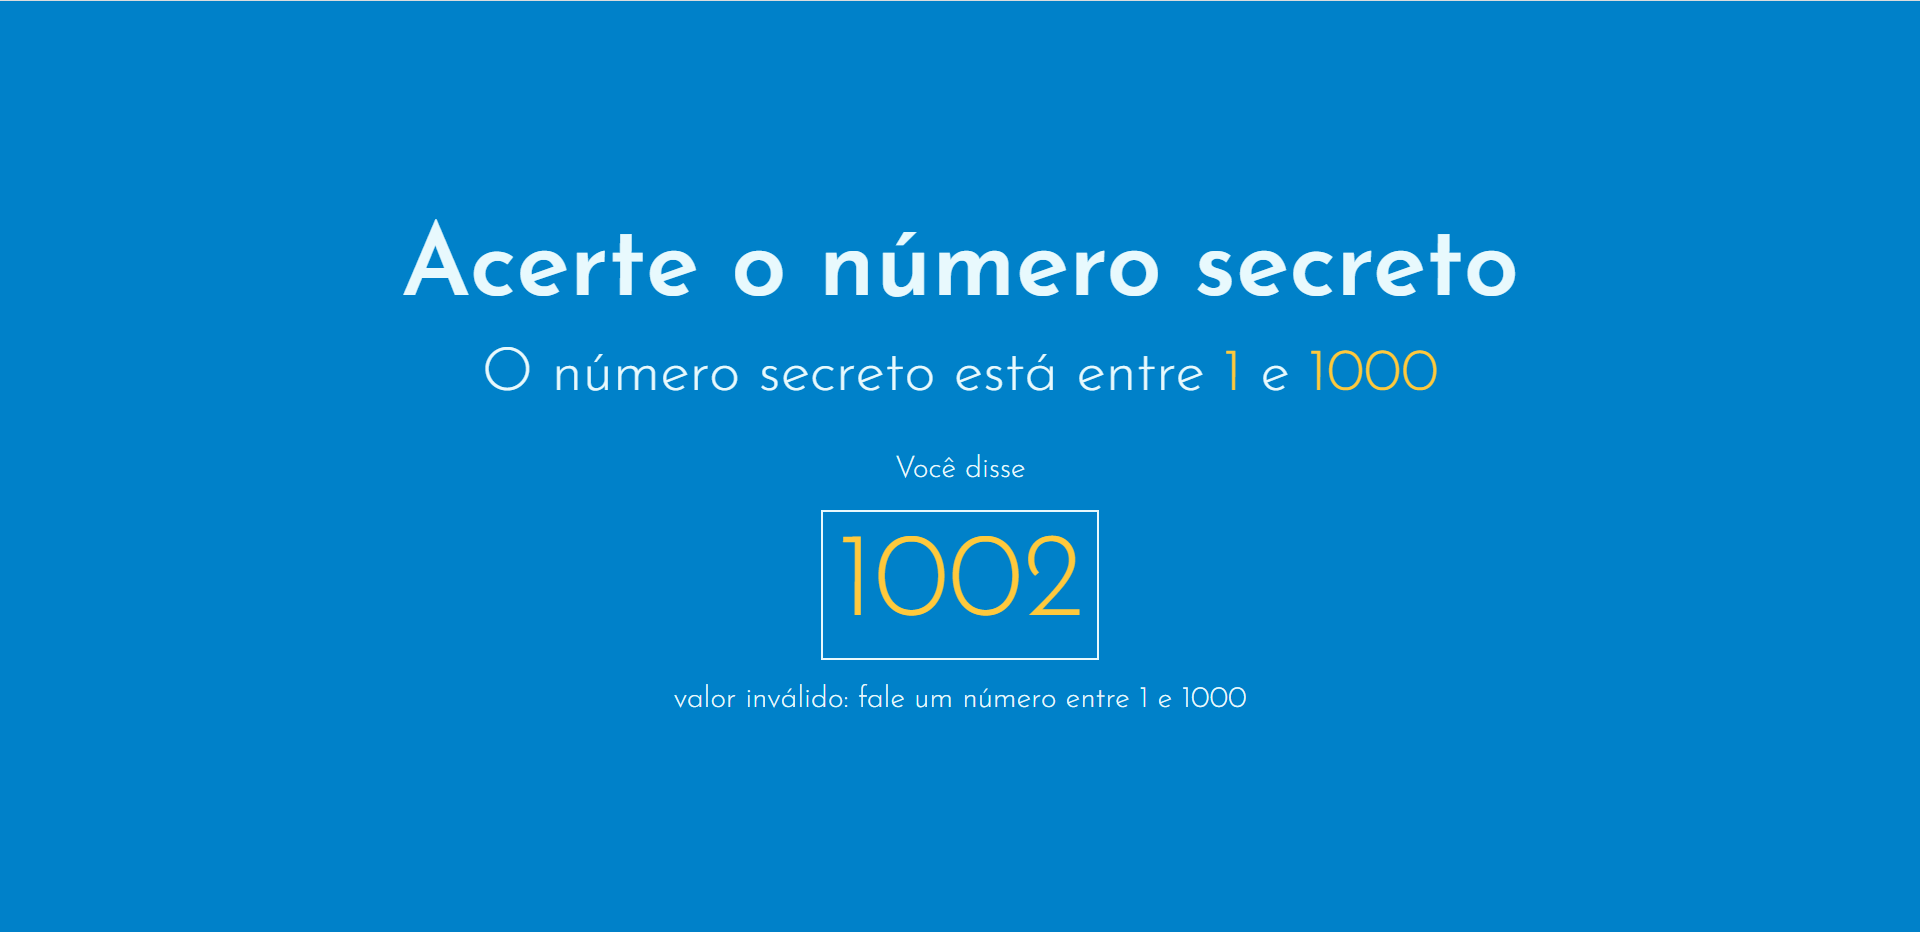 Acerte o número secreto
O número secreto está entre 1 e 1000
Você disse
1002
valor inválido: fale um número entre 1 e 1000